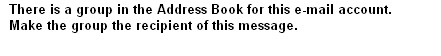 There is a group in the Address Book for this e-mail account.
Make the group the recipient of this message.